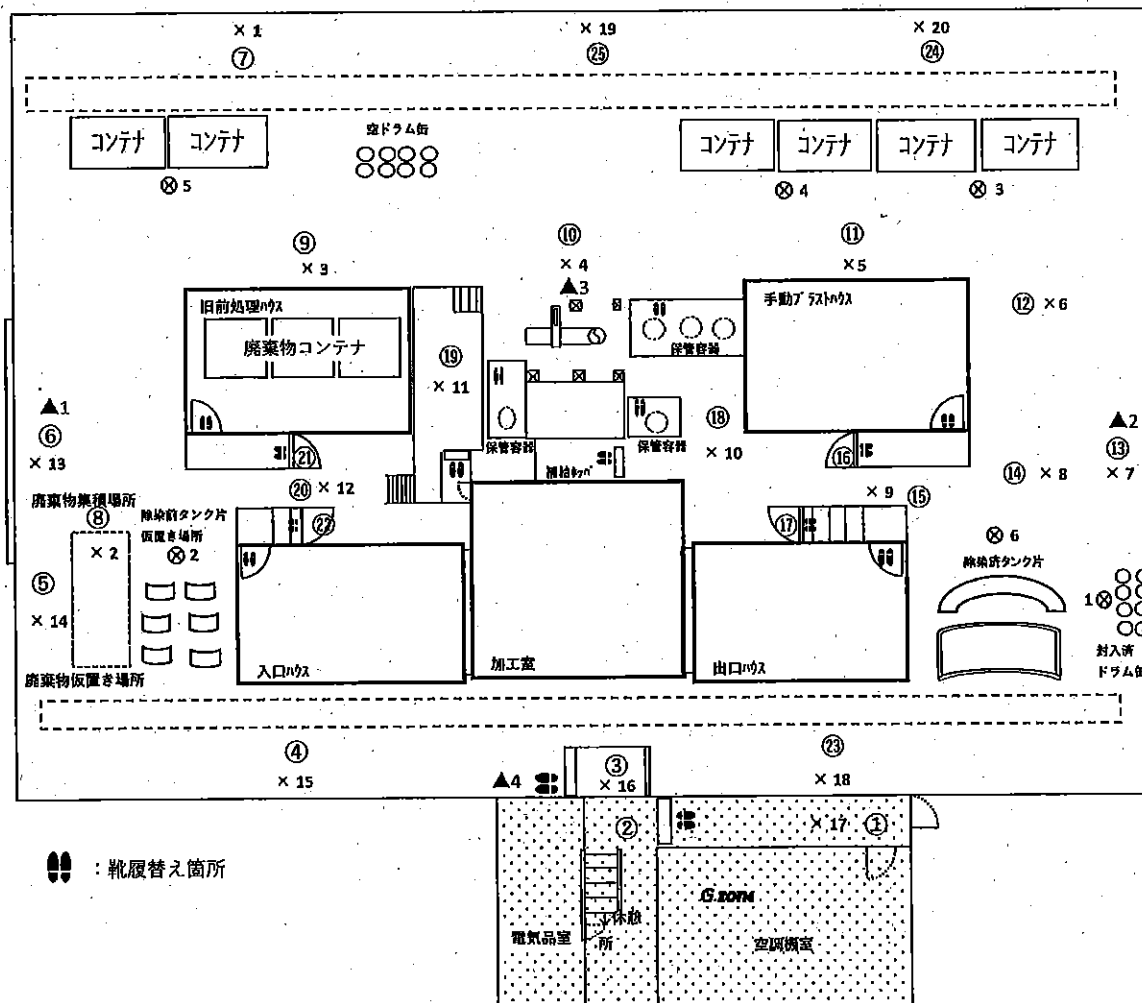 × 1 × 19 × 20
⑦ ㉕ ㉔
コンテナ コンテナ 空ドラム缶 コンテナ コンテナ コンテナ コンテナ
⊗ 5 ⊗ 4 ⊗ 3
⑨ ⑩ ⑪
× 3 × 4 × 5
▲3
旧前処理ハウス 手動ブラストハウス ⑫ × 6
廃棄物コンテナ
保管容器
⑲
× 11
▲1 ▲2
⑥ ⑱ ⑬
× 13 保管容器 保管容器 × 10
㉑ ⑯ ⑭ × 8 × 7
⑳ × 12 × 9 ⑮
廃棄物集積場所
⑧ 除染前タンク片
仮置き場所
㉒ ⑰
× 2 ⊗ 2 ⊗ 6
除染済タンク片
⑤
× 14 1 ⊗
封入済
ドラム缶
廃棄物仮置き場所
入口ハウス 加工室 出口ハウス
④ ③ ㉓
× 15 ▲4 × 16 × 18
② × 17 ①
：靴履替え箇所
G.ZONE
休憩
所
電気品室 空調機室